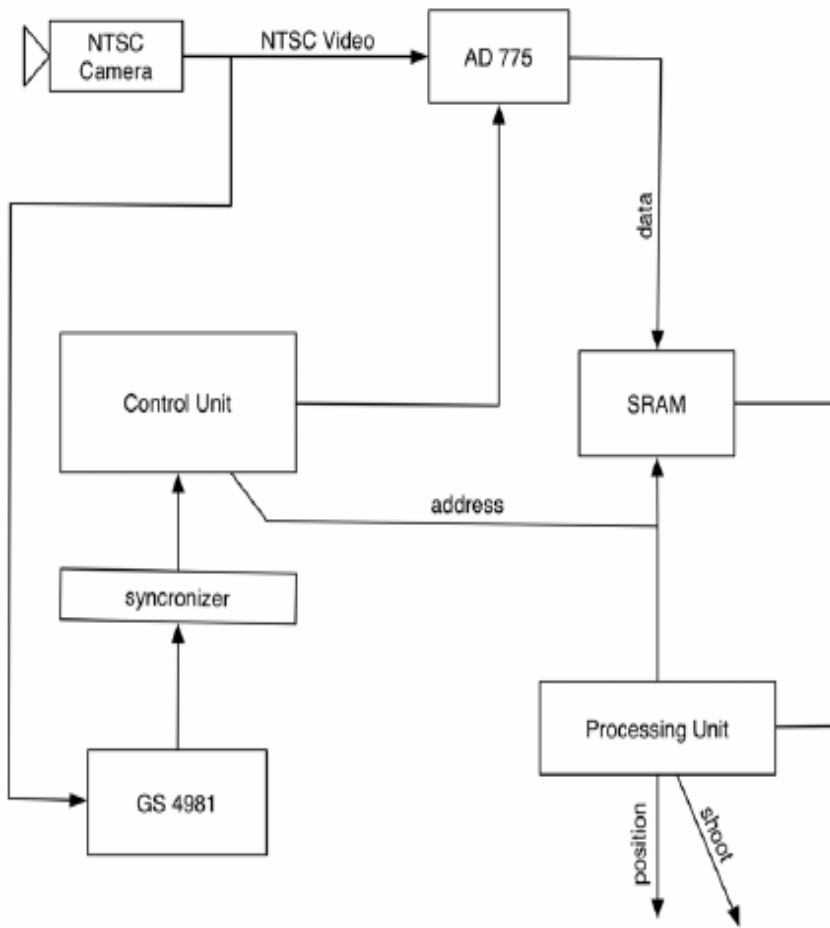 NTSC
Camera
NTSC Video
AD 775
data
Control Unit
SRAM
address
syncronizer
Processing Unit
GS 4981
position
shoot